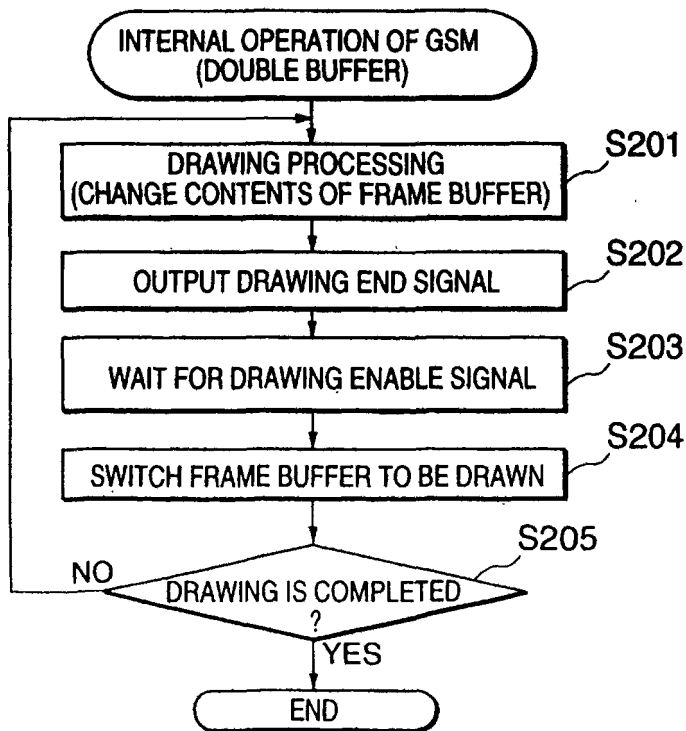 INTERNAL OPERATION OF GSM
(DOUBLE BUFFER)
DRAWING PROCESSING
(CHANGE CONTENTS OF FRAME BUFFER)
S201
OUTPUT DRAWING END SIGNAL
S202
WAIT FOR DRAWING ENABLE SIGNAL
S203
SWITCH FRAME BUFFER TO BE DRAWN
S204
DRAWING IS COMPLETED
?
S205
NO
YES
END